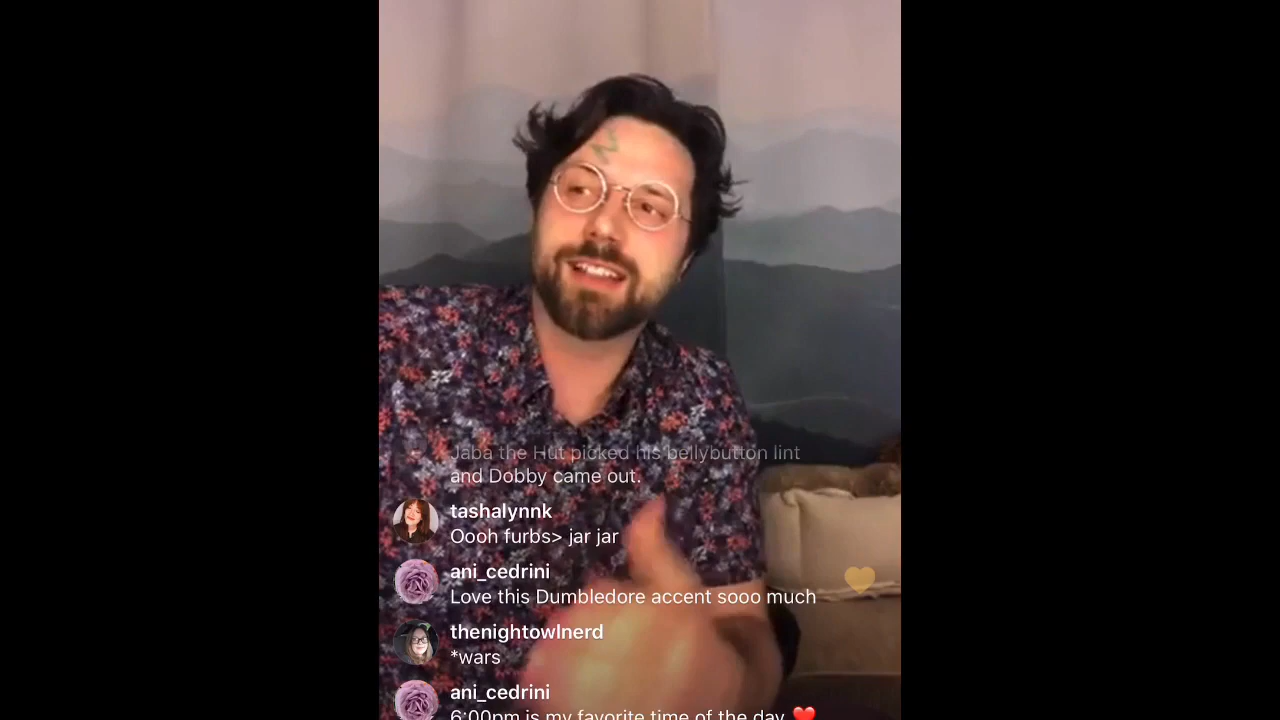 Jaba the Hut picked his bellybutton lint
and Dobby came out.
tashalynnk
Oooh furbs> jar jar
ani_cedrini
Love this Dumbledore accent sooo much
thenightowlnerd
*wars
ani_cedrini
6:00pm is my favorite time of the day ❤️